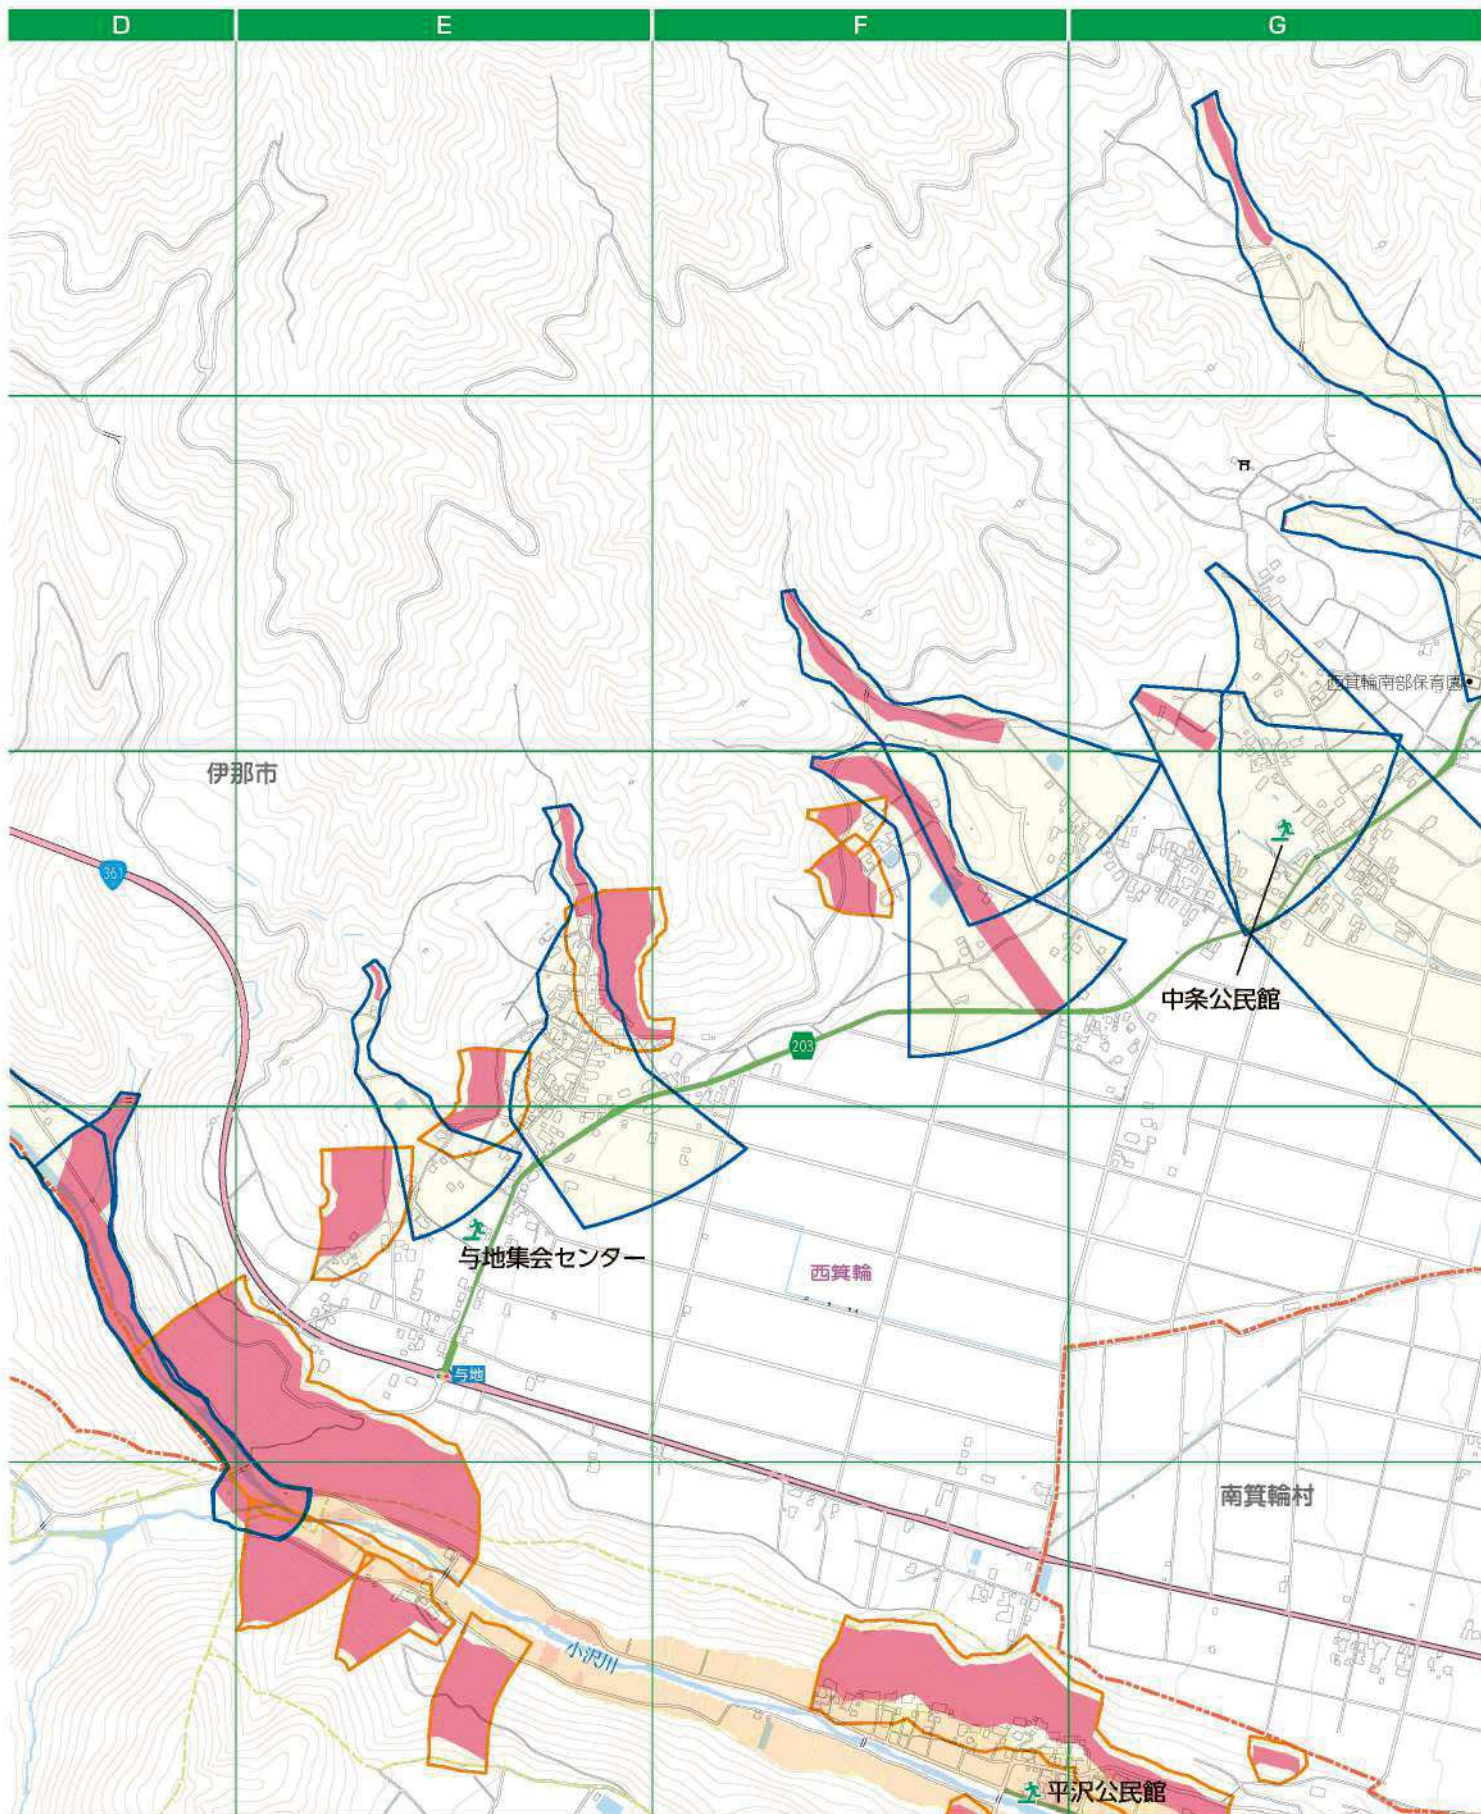 D
E
F
G
西箕輪南部保育園
伊那市
361
中条公民館
203
与地集会センター
西箕輪
与地
南箕輪村
小沢川
平沢公民館